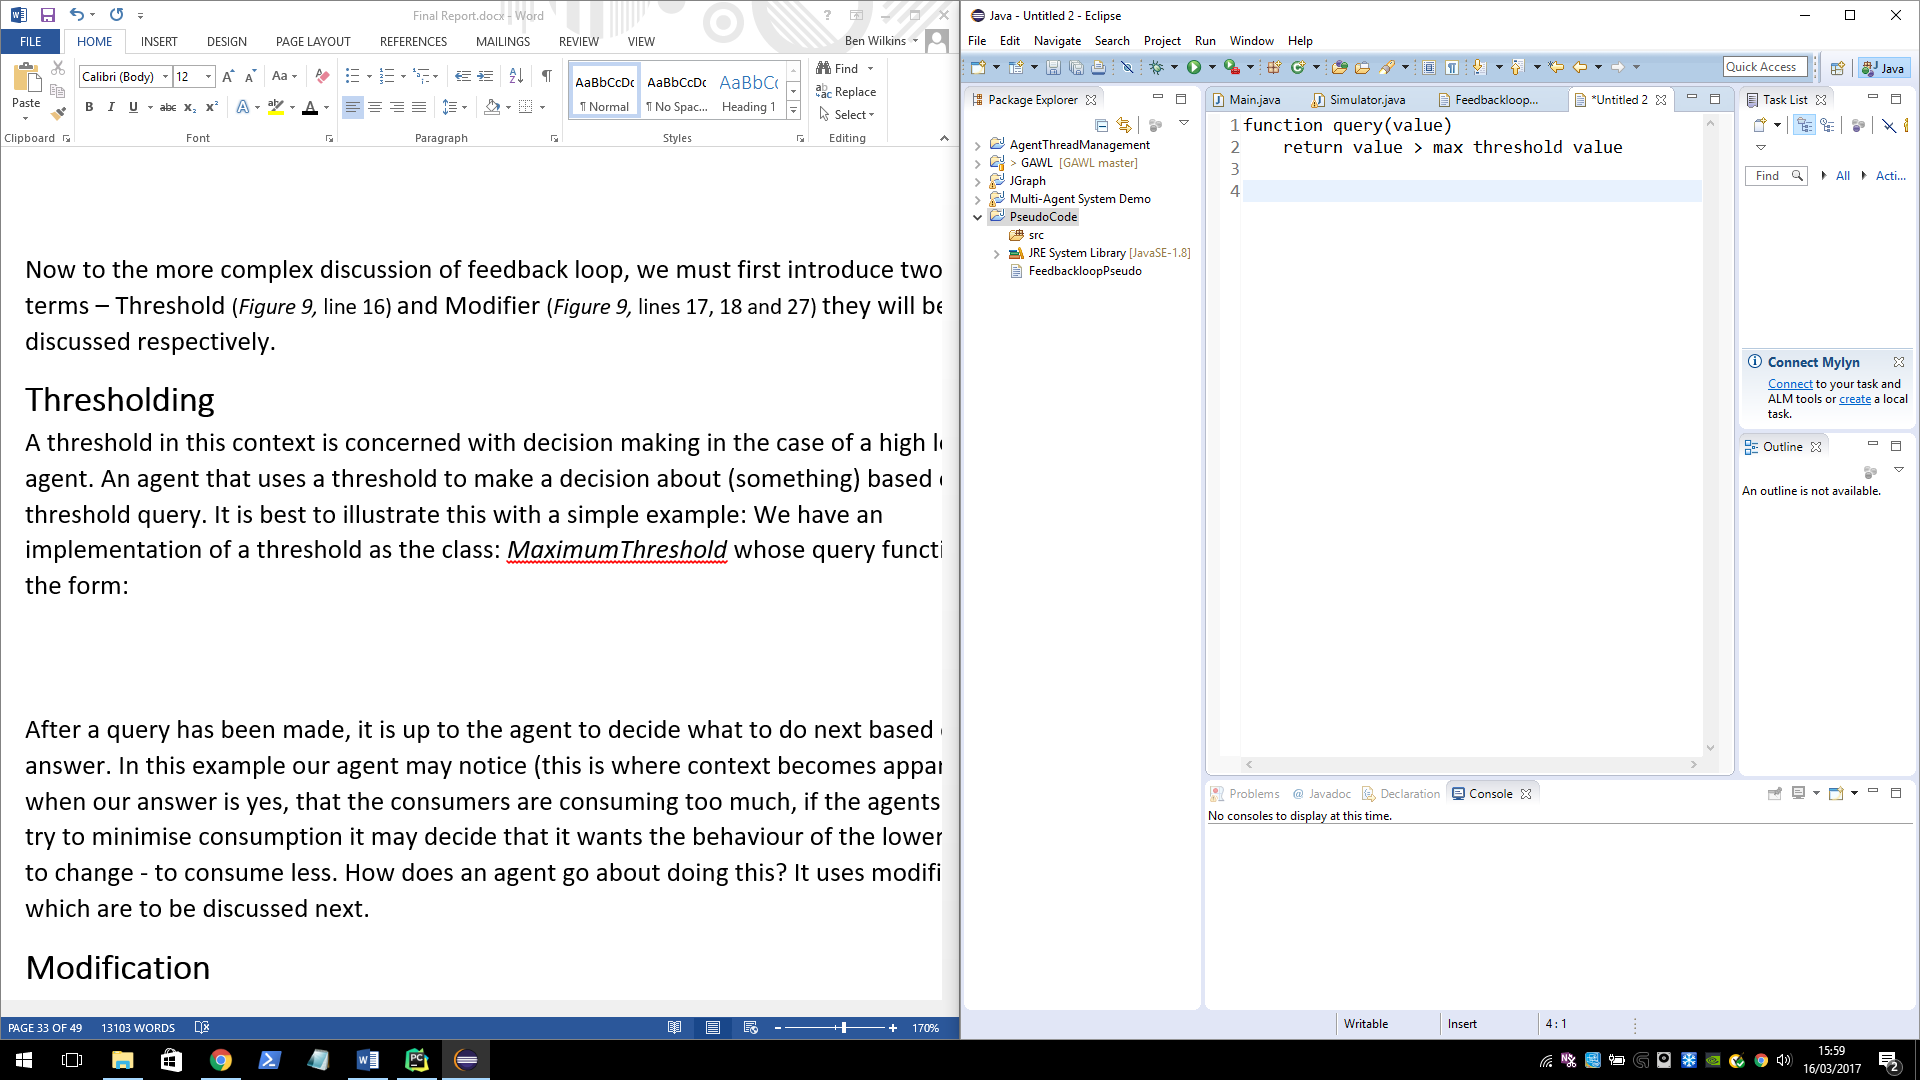 Final Report.docx - Word
FILE
HOME
INSERT
DESIGN
PAGE LAYOUT
REFERENCES
MAILINGS
REVIEW
VIEW
Ben Wilkins
Paste
Calibri (Body)
12
Clipboard
Font
Paragraph
AaBbCcDc
¶ Normal
AaBbCcDc
¶ No Spac...
AaBbCc
Heading 1
Styles
Find
Replace
Select
Editing
Now to the more complex discussion of feedback loop, we must first introduce two
terms – Threshold (Figure 9, line 16) and Modifier (Figure 9, lines 17, 18 and 27) they will be
discussed respectively.
Thresholding
A threshold in this context is concerned with decision making in the case of a high
agent. An agent that uses a threshold to make a decision about (something) based
threshold query. It is best to illustrate this with a simple example: We have an
implementation of a threshold as the class: MaximumThreshold whose query functi
the form:
After a query has been made, it is up to the agent to decide what to do next based
answer. In this example our agent may notice (this is where context becomes appar
when our answer is yes, that the consumers are consuming too much, if the agents
try to minimise consumption it may decide that it wants the behaviour of the lower
to change - to consume less. How does an agent go about doing this? It uses modifi
which are to be discussed next.
Modification
PAGE 33 OF 49
13103 WORDS
170%
Java - Untitled 2 - Eclipse
File Edit Navigate Search Project Run Window Help
Quick Access
Java
Package Explorer
AgentThreadManagement
> GAWL [GAWL master]
JGraph
Multi-Agent System Demo
PseudoCode
src
JRE System Library [JavaSE-1.8]
FeedbackloopPseudo
Main.java
Simulator.java
Feedbackloop...
*Untitled 2
1 function query(value)
2 return value > max threshold value
3
4
Task List
Find
All
Acti...
Connect Mylyn
Connect to your task and
ALM tools or create a local
task.
Outline
An outline is not available.
Problems
@ Javadoc
Declaration
Console
No consoles to display at this time.
Writable
Insert
4 : 1
15:59
16/03/2017
2